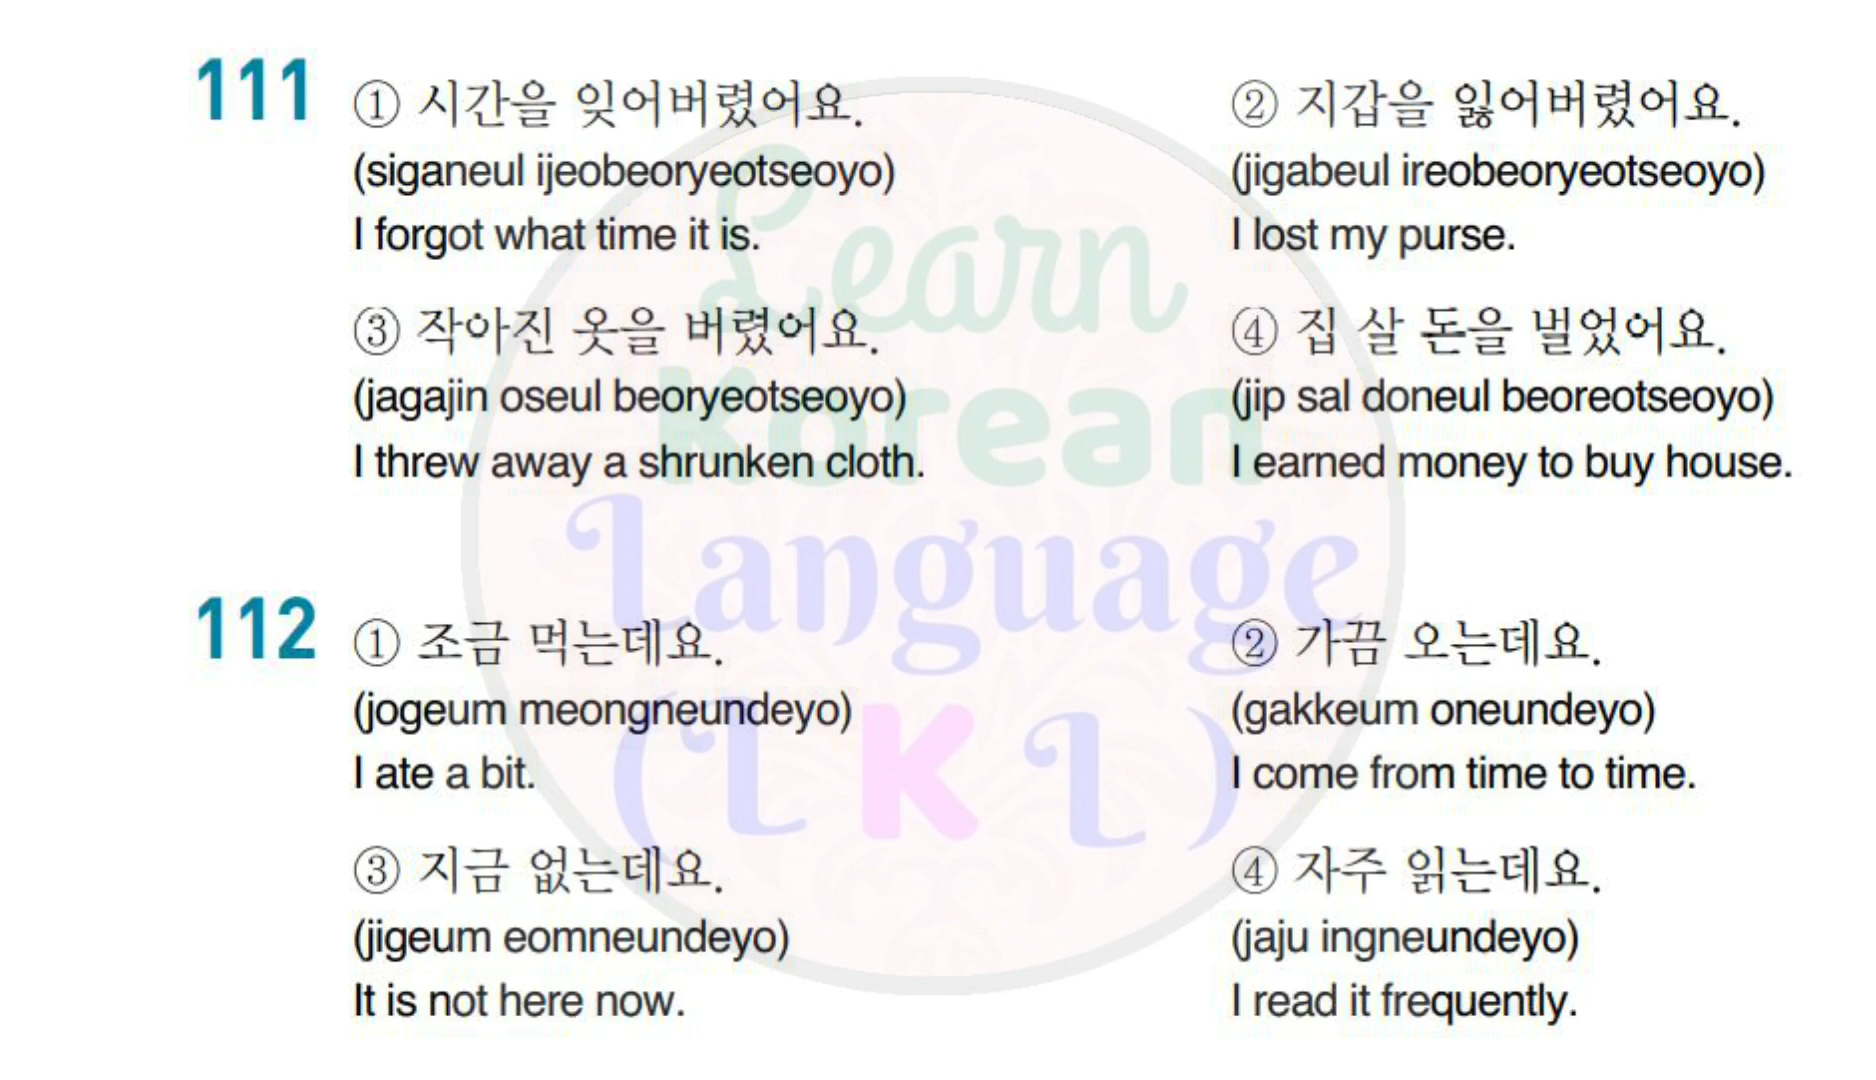 111
① 시간을 잊어버렸어요.
(siganeul ijeobeoryeotseoyo)
I forgot what time it is.
② 지갑을 잃어버렸어요.
(jigabeul ireobeoryeotseoyo)
I lost my purse.
③ 작아진 옷을 버렸어요.
(jagajin oseul beoryeotseoyo)
I threw away a shrunken cloth.
④ 집 살 돈을 벌었어요.
(jip sal doneul beoreotseoyo)
I earned money to buy house.
112
① 조금 먹는데요.
(jogeum meongneundeyo)
I ate a bit.
② 가끔 오는데요.
(gakkeum oneundeyo)
I come from time to time.
③ 지금 없는데요.
(jigeum eomneundeyo)
It is not here now.
④ 자주 읽는데요.
(jaju ingneundeyo)
I read it frequently.
Learn
Korean
Language
(L K L)